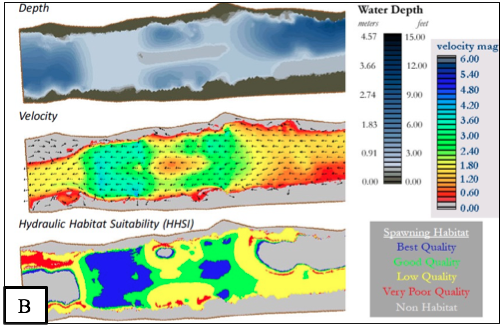 Depth
Velocity
Hydraulic Habitat Suitability (HHSI)
B
Water Depth
meters feet
4.57 15.00
3.66 12.00
2.74 9.00
1.83 6.00
0.91 3.00
0.00 0.00
velocity mag
6.00
5.40
4.80
4.20
3.60
3.00
2.40
1.80
1.20
0.60
0.00
Spawning Habitat
Best Quality
Good Quality
Low Quality
Very Poor Quality
Non Habitat